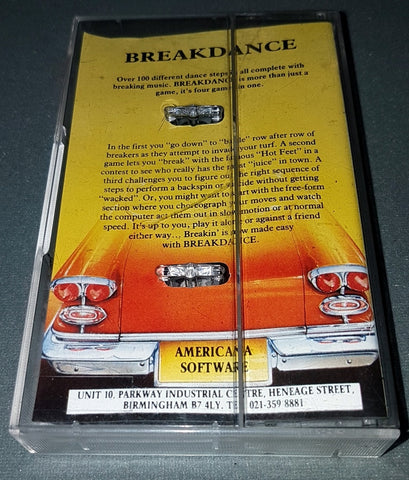 BREAKDANCE
Over 100 different dance steps all complete with
breaking music. BREAKDANCE is more than just a
game, it's four games in one.
In the first you "go down" to "battle" row after row of
breakers as they attempt to invade your turf. A second
game lets you "break" with the famous "Hot Feet" in a
contest to see who really has the most "juice" in town. A
third challenges you to figure out the right sequence of
steps to perform a backspin or suicide without getting
"wacked". Or, you might want to start with the free-form
section where you choreograph your moves and watch
the computer act them out in slow motion or at normal
speed. It's up to you, play it alone or against a friend
either way... Breakin' is now made easy
with BREAKDANCE.
AMERICANA
SOFTWARE
UNIT 10, PARKWAY INDUSTRIAL CENTRE, HENEAGE STREET,
BIRMINGHAM B7 4LY. TEL 021-359 8881